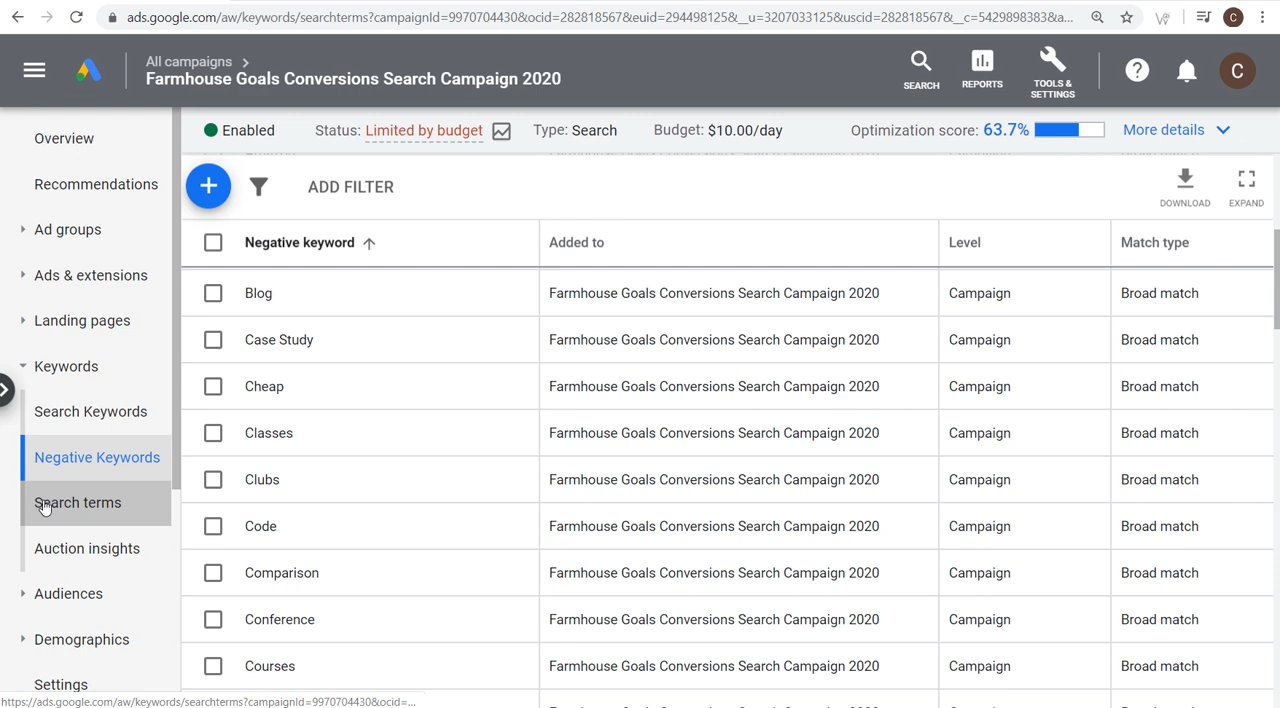 ads.google.com/aw/keywords/searchterms?campaignId=9970704430&ocid=282818567&euid=294498125&__u=3207033125&uscid=282818567&__c=5429898383&a...
C
All campaigns
Farmhouse Goals Conversions Search Campaign 2020
SEARCH
REPORTS
TOOLS &
SETTINGS
?
C
Overview
Recommendations
Ad groups
Ads & extensions
Landing pages
Keywords
Search Keywords
Negative Keywords
Search terms
Auction insights
Audiences
Demographics
Settings
Enabled Status: Limited by budget Type: Search Budget: $10.00/day Optimization score: 63.7% More details
ADD FILTER
DOWNLOAD
EXPAND
Negative keyword Added to Level Match type
Blog Farmhouse Goals Conversions Search Campaign 2020 Campaign Broad match
Case Study Farmhouse Goals Conversions Search Campaign 2020 Campaign Broad match
Cheap Farmhouse Goals Conversions Search Campaign 2020 Campaign Broad match
Classes Farmhouse Goals Conversions Search Campaign 2020 Campaign Broad match
Clubs Farmhouse Goals Conversions Search Campaign 2020 Campaign Broad match
Code Farmhouse Goals Conversions Search Campaign 2020 Campaign Broad match
Comparison Farmhouse Goals Conversions Search Campaign 2020 Campaign Broad match
Conference Farmhouse Goals Conversions Search Campaign 2020 Campaign Broad match
Courses Farmhouse Goals Conversions Search Campaign 2020 Campaign Broad match
https://ads.google.com/aw/keywords/searchterms?campaignId=9970704430&ocid=...